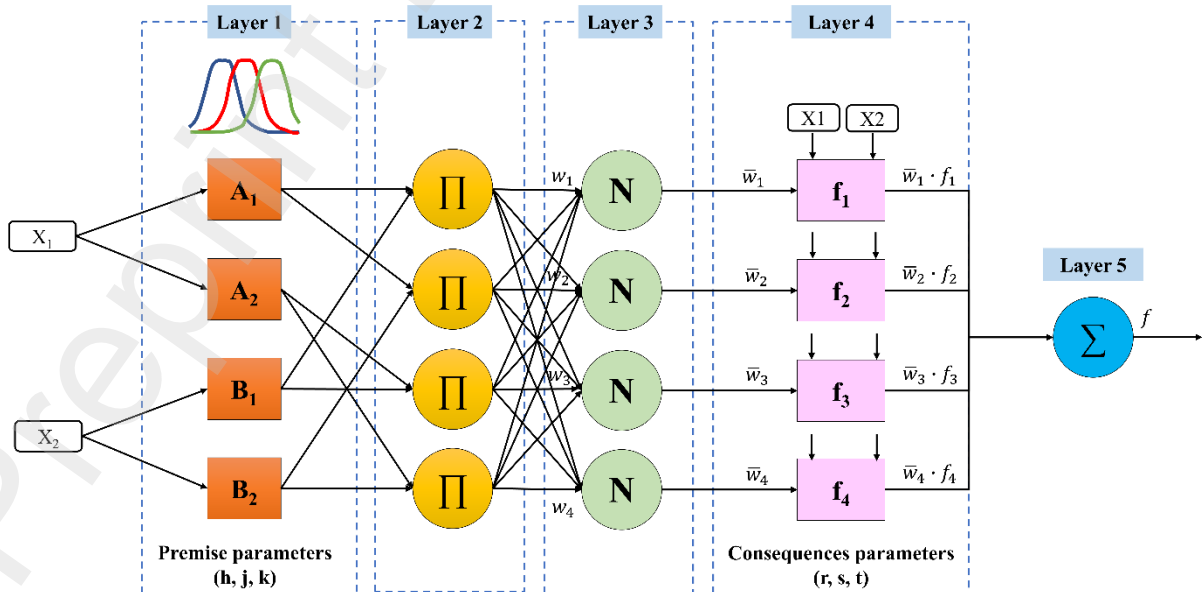 Layer 1
Layer 2
Layer 3
Layer 4
X1
X2
A₁
∏
w₁
N
w̅₁
f₁
w̅₁ · f₁
X₁
A₂
∏
w₂
N
w̅₂
f₂
w̅₂ · f₂
Layer 5
∑
f
B₁
∏
w₃
N
w̅₃
f₃
w̅₃ · f₃
X₂
B₂
∏
w₄
N
w̅₄
f₄
w̅₄ · f₄
Premise parameters
(h, j, k)
Consequences parameters
(r, s, t)
Preprint